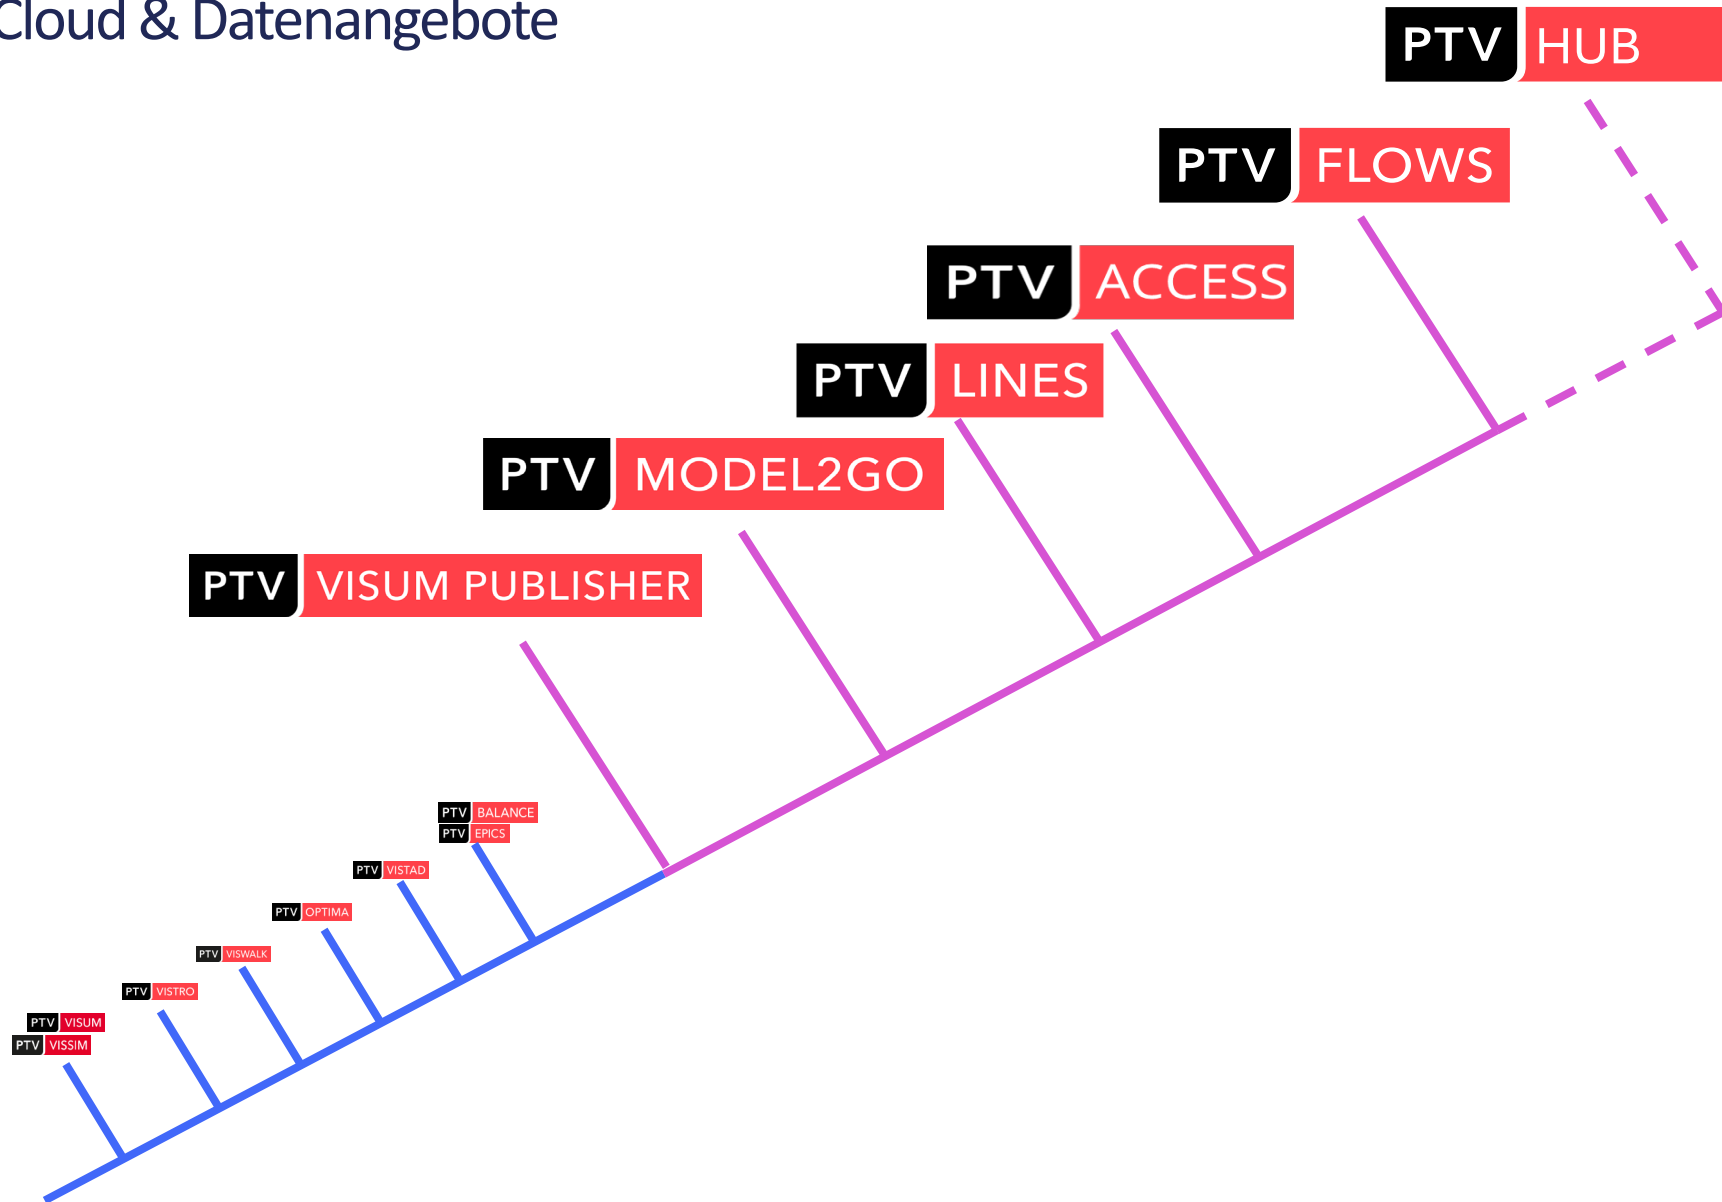 Cloud & Datenangebote
PTV HUB
PTV FLOWS
PTV ACCESS
PTV LINES
PTV MODEL2GO
PTV VISUM PUBLISHER
PTV BALANCE
PTV EPICS
PTV VISTAD
PTV OPTIMA
PTV VISWALK
PTV VISTRO
PTV VISUM
PTV VISSIM